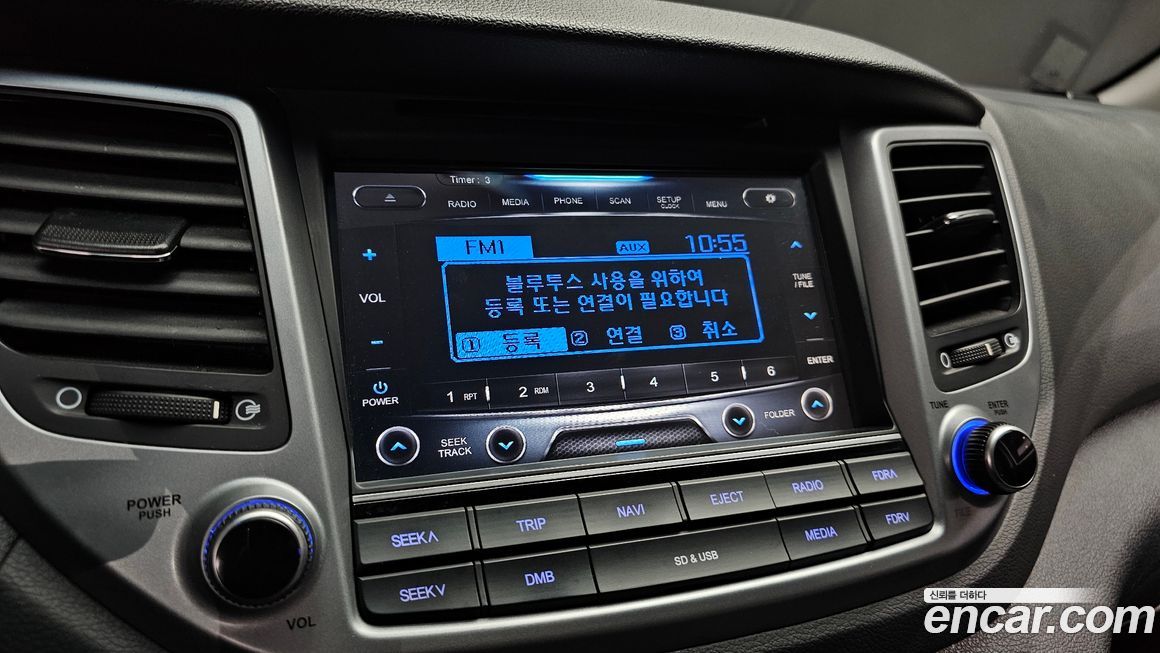 Timer : 3
RADIO MEDIA PHONE SCAN SETUP CLOCK MENU
FM1 AUX 10:55
블루투스 사용을 위하여
등록 또는 연결이 필요합니다
1 등록 2 연결 3 취소
+
VOL
-
POWER
TUNE
/ FILE
ENTER
1 RPT 2 RDM 3 4 5 6
SEEK
TRACK
FOLDER
POWER
PUSH
VOL
TUNE
ENTER
PUSH
FILE
SEEK∧ TRIP NAVI EJECT RADIO FDR∧
SEEK∨ DMB SD & USB MEDIA FDR∨
신뢰를 더하다
encar.com